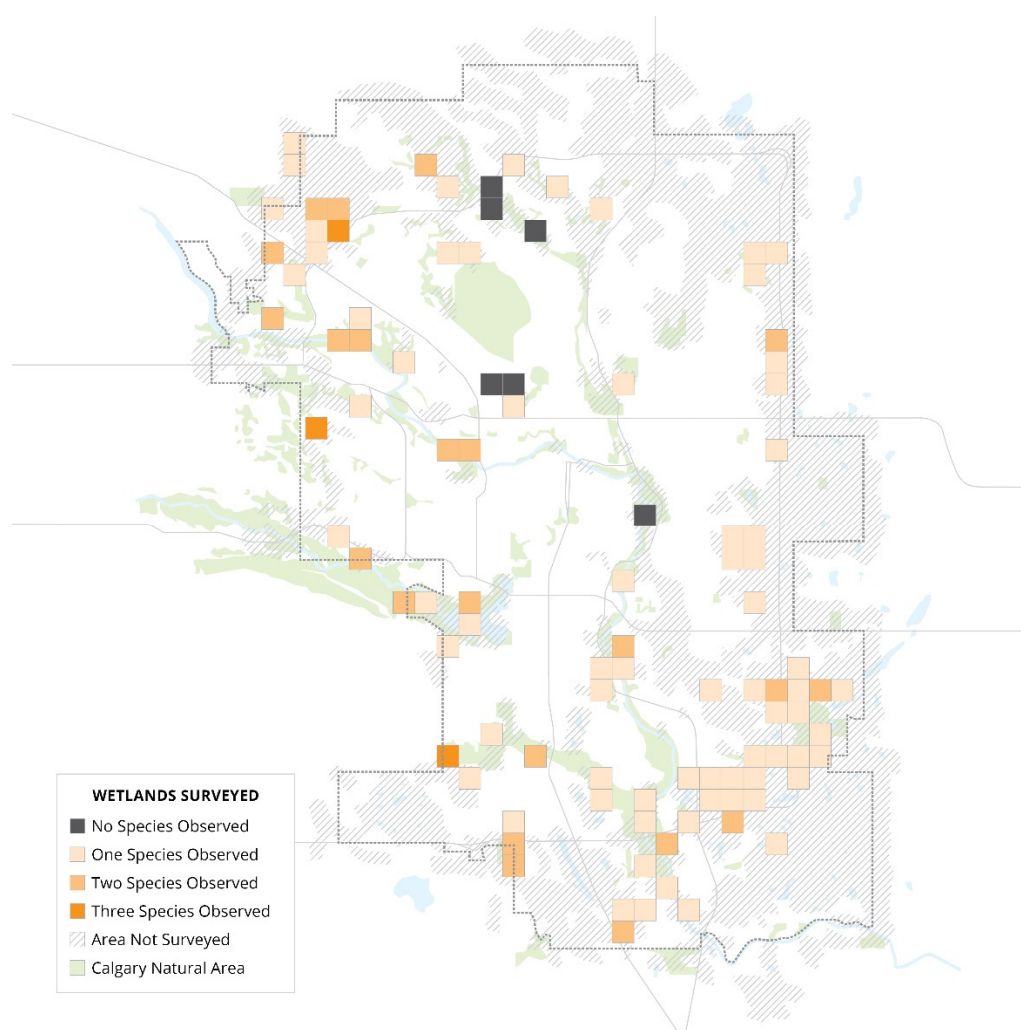 WETLANDS SURVEYED
No Species Observed
One Species Observed
Two Species Observed
Three Species Observed
Area Not Surveyed
Calgary Natural Area